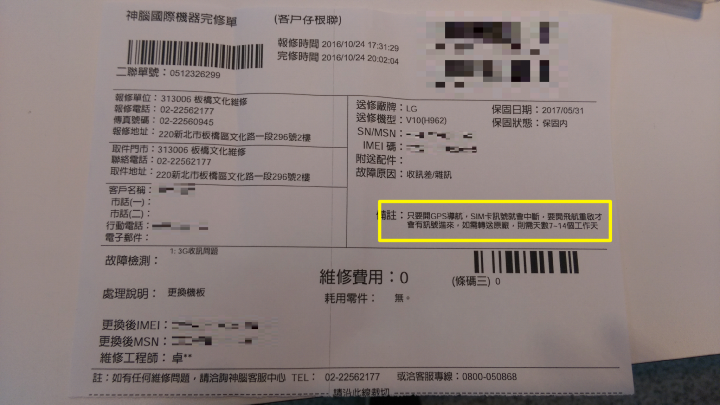 神腦國際機器完修單 (客戶存根聯)
報修時間 2016/10/24 17:31:29
完修時間 2016/10/24 20:02:04
二聯單號：0512326299
報修單位：313006 板橋文化維修
報修電話：02-22562177
傳真號碼：02-22560945
報修地址：220新北市板橋區文化路一段296號2樓
取件門市：313006 板橋文化維修
聯絡電話：02-22562177
取件地址：220新北市板橋區文化路一段296號2樓
客戶名稱：
市話(一)：
市話(二)：
行動電話：
電子郵件：
送修廠牌：LG 保固日期：2017/05/31
送修機型：V10(H962) 保固狀態：保固內
SN/MSN：
IMEI 碼：
附送配件：
故障原因：收訊差/雜訊
備註：只要開GPS導航，SIM卡訊號就會中斷，要開飛航重啟才
會有訊號進來，如需轉送原廠，則需天數7-14個工作天
1: 3G收訊問題
故障檢測：
維修費用：0 (條碼三) 0
處理說明：更換機板
耗用零件： 無。
更換後IMEI：
更換後MSN：
維修工程師：卓**
註：如有任何維修問題，請洽詢神腦客服中心 TEL： 02-22562177 或洽客服專線：0800-050868
請沿此線裁切